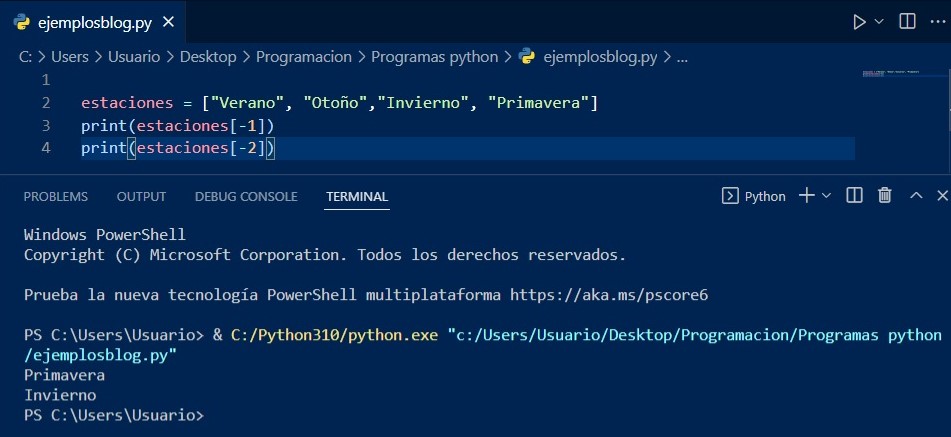 ejemplosblog.py
C: > Users > Usuario > Desktop > Programacion > Programas python > ejemplosblog.py > ...
1
2 estaciones = ["Verano", "Otoño","Invierno", "Primavera"]
3 print(estaciones[-1])
4 print(estaciones[-2])
PROBLEMS OUTPUT DEBUG CONSOLE TERMINAL Python
Windows PowerShell
Copyright (C) Microsoft Corporation. Todos los derechos reservados.
Prueba la nueva tecnología PowerShell multiplataforma https://aka.ms/pscore6
PS C:\Users\Usuario> & C:/Python310/python.exe "c:/Users/Usuario/Desktop/Programacion/Programas python
/ejemplosblog.py"
Primavera
Invierno
PS C:\Users\Usuario>